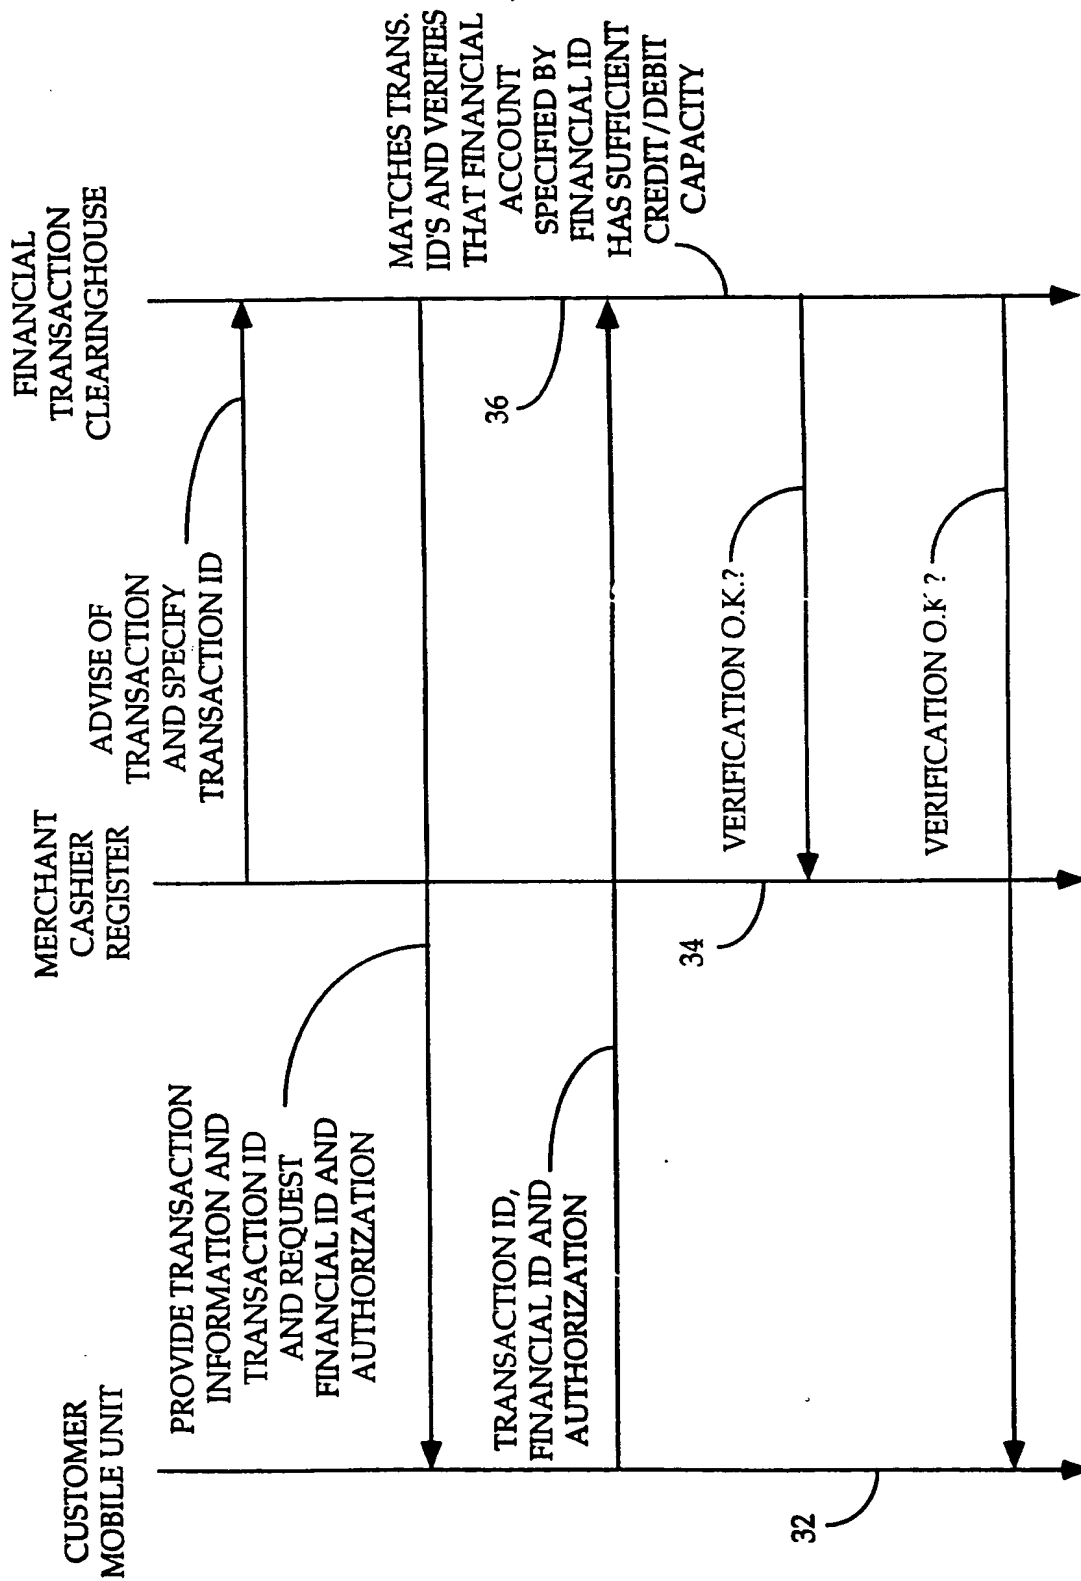 CUSTOMER
MOBILE UNIT
MERCHANT
CASHIER
REGISTER
FINANCIAL
TRANSACTION
CLEARINGHOUSE
ADVISE OF
TRANSACTION
AND SPECIFY
TRANSACTION ID
PROVIDE TRANSACTION
INFORMATION AND
TRANSACTION ID
AND REQUEST
FINANCIAL ID AND
AUTHORIZATION
36
MATCHES TRANS.
ID'S AND VERIFIES
THAT FINANCIAL
ACCOUNT
SPECIFIED BY
FINANCIAL ID
HAS SUFFICIENT
CREDIT/DEBIT
CAPACITY
TRANSACTION ID,
FINANCIAL ID AND
AUTHORIZATION
34
VERIFICATION O.K.?
32
VERIFICATION O.K ?